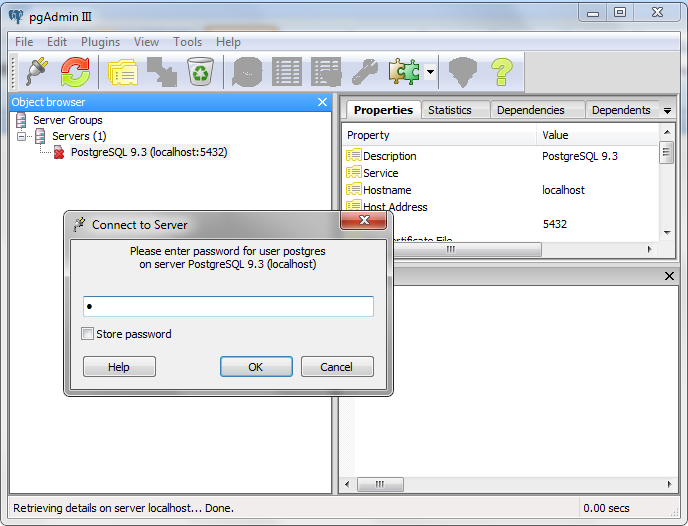 pgAdmin III
File Edit Plugins View Tools Help
Object browser
Server Groups
Servers (1)
PostgreSQL 9.3 (localhost:5432)
Properties Statistics Dependencies Dependents
Property Value
Description PostgreSQL 9.3
Service
Hostname localhost
Host Address
5432
File
Connect to Server
Please enter password for user postgres
on server PostgreSQL 9.3 (localhost)
●
Store password
Help OK Cancel
Retrieving details on server localhost... Done. 0.00 secs